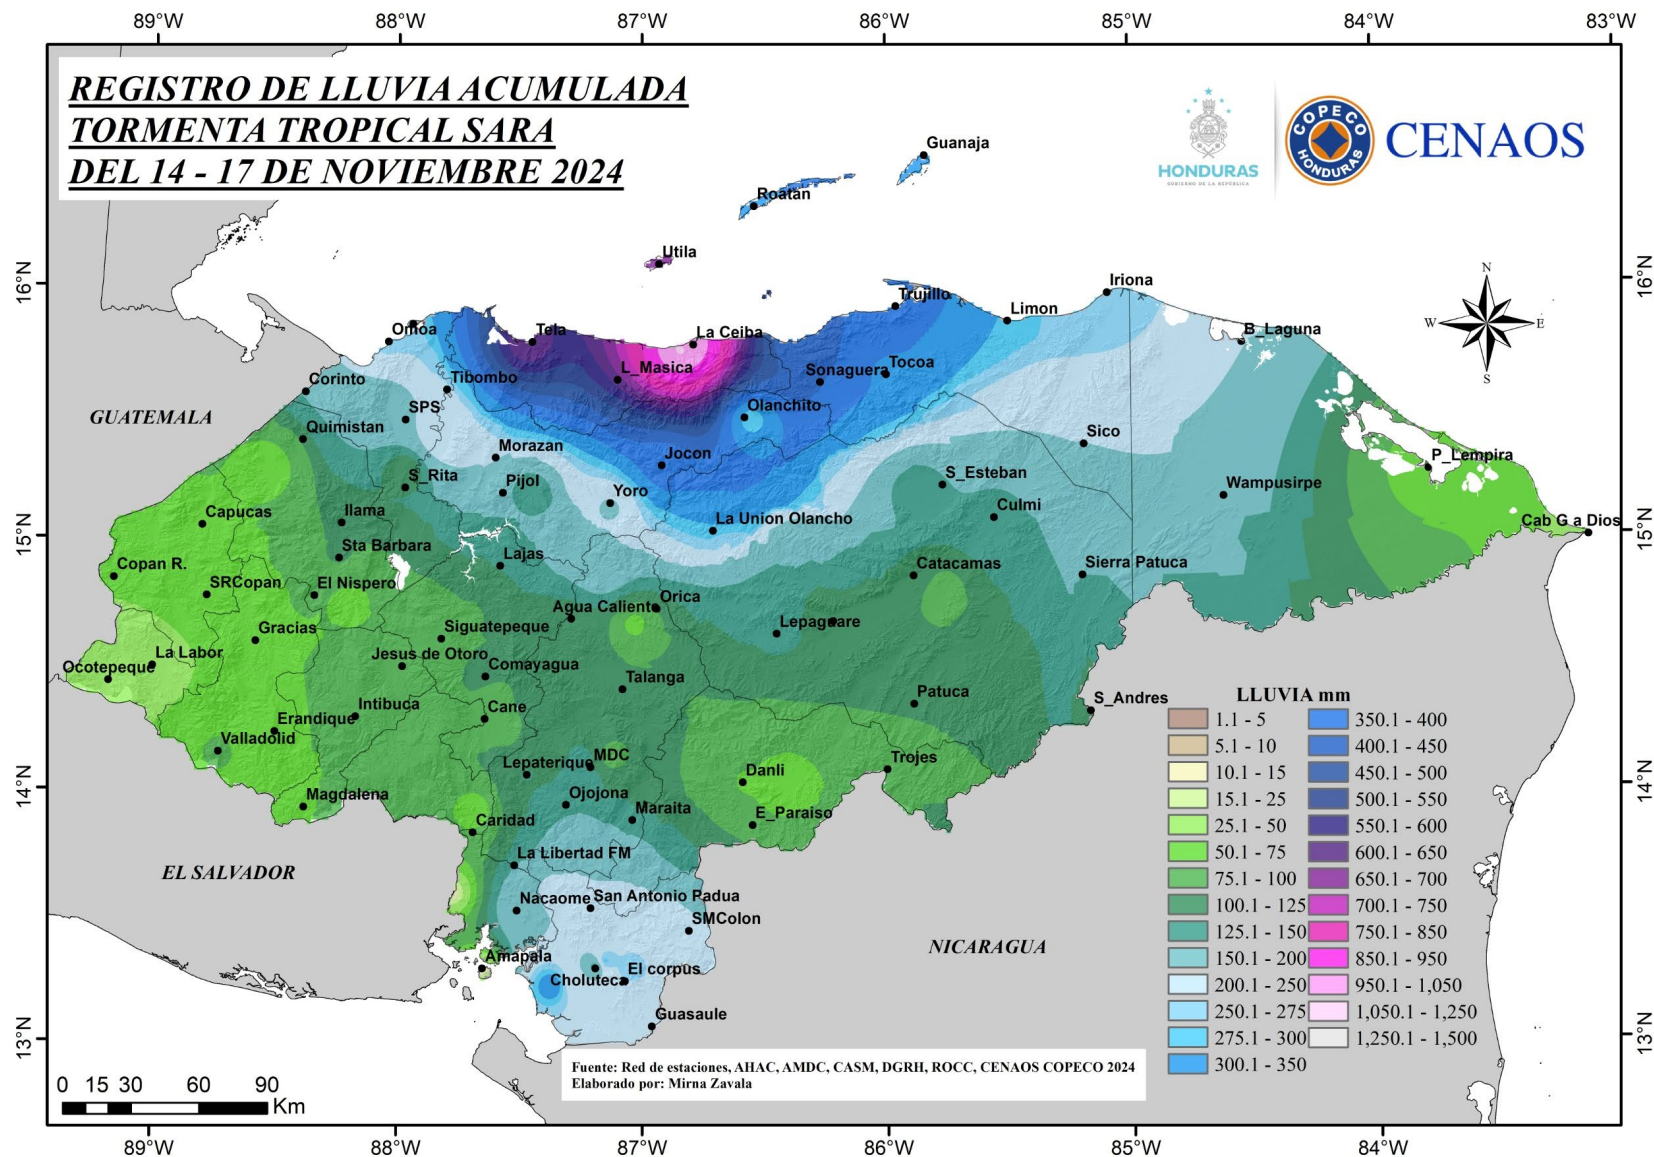 89°W 88°W 87°W 86°W 85°W 84°W 83°W
REGISTRO DE LLUVIA ACUMULADA
TORMENTA TROPICAL SARA
DEL 14 - 17 DE NOVIEMBRE 2024
HONDURAS
GOBIERNO DE LA REPÚBLICA
COPECO
HONDURAS
CENAOS
Guanaja
Roatan
Utila
16°N
16°N
N
W E
S
Trujillo
Iriona
Limon
Omoa
Tela
La Ceiba
B_Laguna
L_Masica
Sonaguera
Tocoa
Corinto
Tibombo
SPS
Olanchito
GUATEMALA
Quimistan
Morazan
Jocon
Sico
S_Rita
Pijol
Yoro
S_Esteban
P_Lempira
Wampusirpe
Capucas
Ilama
La Union Olancho
Culmi
Cab G a Dios
15°N
15°N
Sta Barbara
Lajas
Copan R.
SRCopan
El Nispero
Catacamas
Sierra Patuca
Agua Caliente
Orica
Gracias
Siguatepeque
Lepaguare
La Labor
Jesus de Otoro
Ocotepeque
Comayagua
Talanga
Patuca
S_Andres
Erandique
Intibuca
Cane
Valladolid
Lepaterique
MDC
Danli
Trojes
14°N
14°N
Magdalena
Ojojona
Maraita
Caridad
E_Paraiso
La Libertad FM
EL SALVADOR
Nacaome
San Antonio Padua
SMColon
NICARAGUA
Amapala
Choluteca
El corpus
Guasaule
13°N
13°N
LLUVIA mm
1.1 - 5
5.1 - 10
10.1 - 15
15.1 - 25
25.1 - 50
50.1 - 75
75.1 - 100
100.1 - 125
125.1 - 150
150.1 - 200
200.1 - 250
250.1 - 275
275.1 - 300
300.1 - 350
350.1 - 400
400.1 - 450
450.1 - 500
500.1 - 550
550.1 - 600
600.1 - 650
650.1 - 700
700.1 - 750
750.1 - 850
850.1 - 950
950.1 - 1,050
1,050.1 - 1,250
1,250.1 - 1,500
Fuente: Red de estaciones, AHAC, AMDC, CASM, DGRH, ROCC, CENAOS COPECO 2024
Elaborado por: Mirna Zavala
0 15 30 60 90
Km
89°W 88°W 87°W 86°W 85°W 84°W